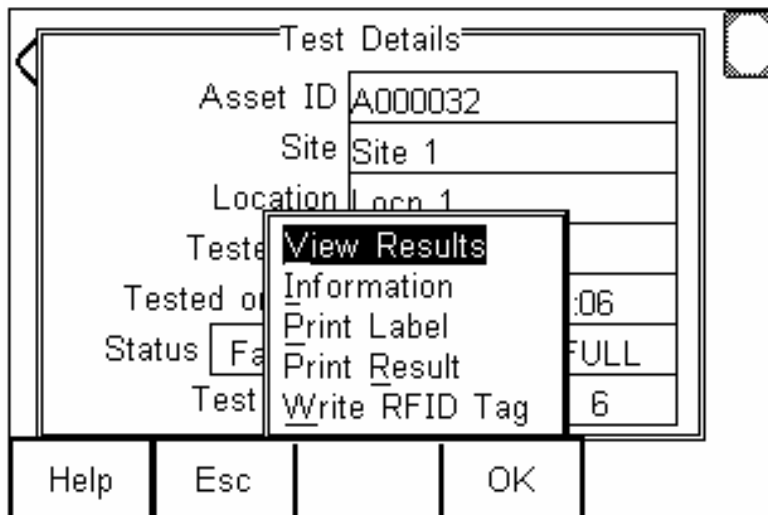 Test Details
Asset ID A000032
Site Site 1
Location Locn 1
View Results
Information
Tested :06
Print Label
Status FULL
Print Result
Test 6
Write RFID Tag
Help Esc OK